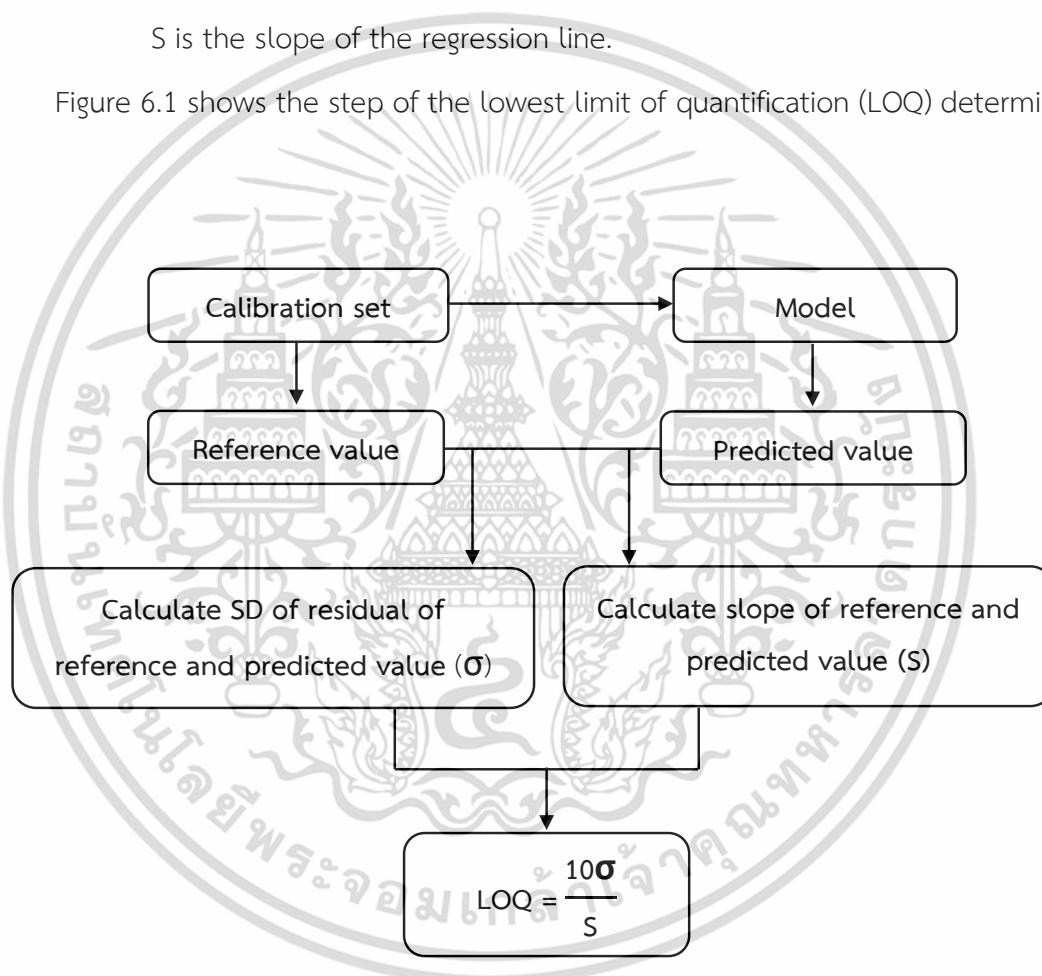 S is the slope of the regression line.
Figure 6.1 shows the step of the lowest limit of quantification (LOQ) determi
Calibration set
Model
Reference value
Predicted value
Calculate SD of residual of
reference and predicted value (σ)
Calculate slope of reference and
predicted value (S)
LOQ = 10σ
S